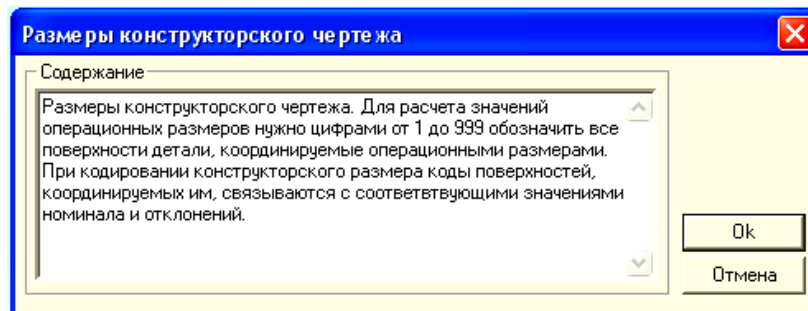 Размеры конструкторского чертежа
Содержание
Размеры конструкторского чертежа. Для расчета значений
операционных размеров нужно цифрами от 1 до 999 обозначить все
поверхности детали, координируемые операционными размерами.
При кодировании конструкторского размера коды поверхностей,
координируемых им, связываются с соответвтвующими значениями
номинала и отклонений.
Ok
Отмена